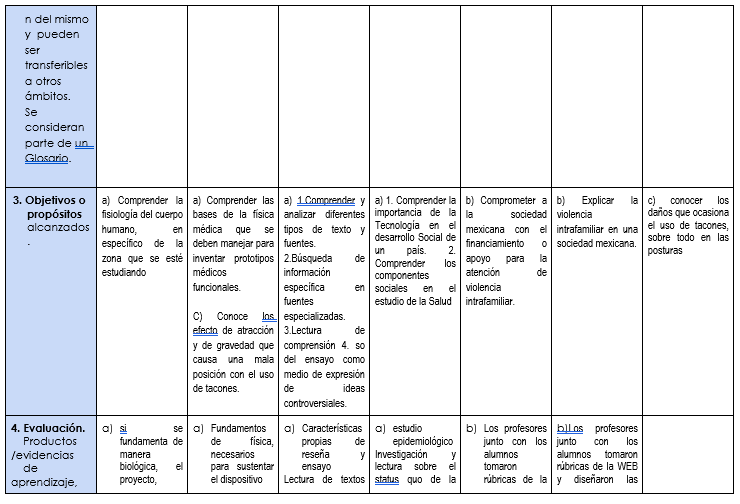 n del mismo
y pueden
ser
transferibles
a otros
ámbitos.
Se
consideran
parte de un
Glosario.
3. Objetivos o
propósitos
alcanzados
.
a) Comprender la
fisiología del cuerpo
humano, en
específico de la
zona que se esté
estudiando
a) Comprender las
bases de la física
médica que se
deben manejar para
inventar prototipos
médicos
funcionales.
C) Conoce los
efecto de atracción
y de gravedad que
causa una mala
posición con el uso
de tacones.
a) 1.Comprender y
analizar diferentes
tipos de texto y
fuentes.
2.Búsqueda de
información
específica en
fuentes
especializadas.
3.Lectura de
comprensión 4. so
del ensayo como
medio de expresión
de ideas
controversiales.
a) 1. Comprender la
importancia de la
Tecnología en el
desarrollo Social de
un país. 2.
Comprender los
componentes
sociales en el
estudio de la Salud
b) Comprometer a
la sociedad
mexicana con el
financiamiento o
apoyo para la
atención de
violencia
intrafamiliar.
b) Explicar la
violencia
intrafamiliar en una
sociedad mexicana.
c) conocer los
daños que ocasiona
el uso de tacones,
sobre todo en las
posturas
4. Evaluación.
Productos
/evidencias
de
aprendizaje,
a) si se
fundamenta de
manera
biológica, el
proyecto,
a) Fundamentos
de física,
necesarios
para sustentar
el dispositivo
a) Características
propias de
reseña y
ensayo
Lectura de textos
a) estudio
epidemiológico
Investigación y
lectura sobre el
status quo de la
b) Los profesores
junto con los
alumnos
tomaron
rúbricas de la
b)Los profesores
junto con los
alumnos tomaron
rúbricas de la WEB
y diseñaron las